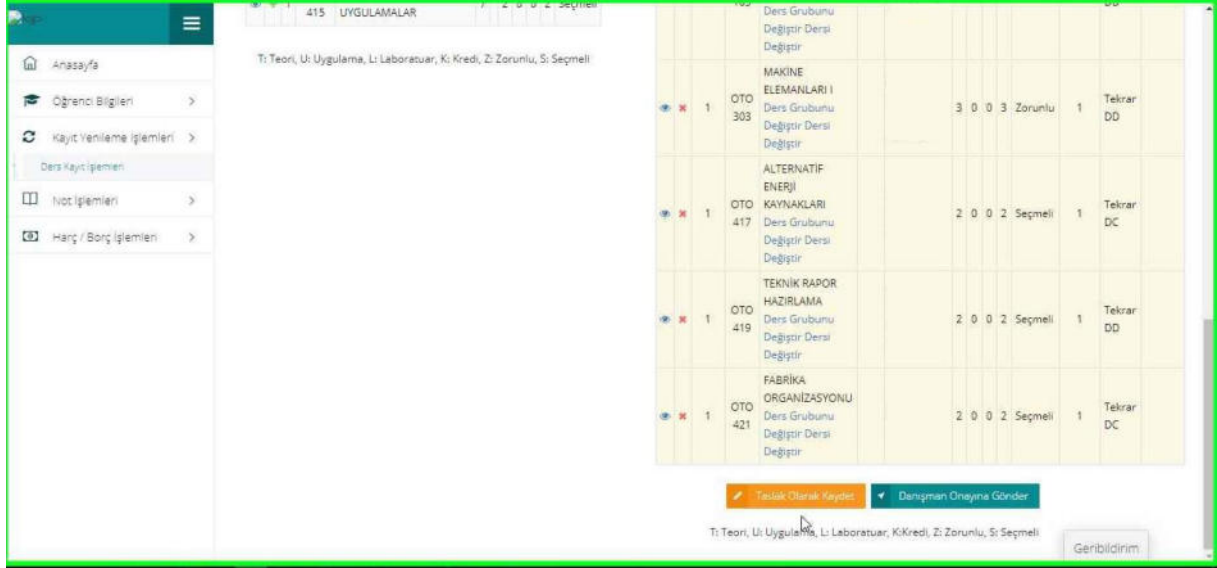 Anasayfa
Öğrenci Bilgileri
Kayıt Yenileme İşlemleri
Ders Kayıt İşlemleri
Not İşlemleri
Harç / Borç İşlemleri
415 UYGULAMALAR 7 2 0 0 2 Seçmeli
T: Teori, U: Uygulama, L: Laboratuar, K: Kredi, Z: Zorunlu, S: Seçmeli
Ders Grubunu
Değiştir Dersi
Değiştir
1 OTO 303
MAKİNE
ELEMANLARI I
Ders Grubunu
Değiştir Dersi
Değiştir
3 0 0 3 Zorunlu 1 Tekrar DD
1 OTO 417
ALTERNATİF
ENERJİ
KAYNAKLARI
Ders Grubunu
Değiştir Dersi
Değiştir
2 0 0 2 Seçmeli 1 Tekrar DC
1 OTO 419
TEKNİK RAPOR
HAZIRLAMA
Ders Grubunu
Değiştir Dersi
Değiştir
2 0 0 2 Seçmeli 1 Tekrar DD
1 OTO 421
FABRİKA
ORGANİZASYONU
Ders Grubunu
Değiştir Dersi
Değiştir
2 0 0 2 Seçmeli 1 Tekrar DC
Taslak Olarak Kaydet
Danışman Onayına Gönder
T: Teori, U: Uygulama, L: Laboratuar, K:Kredi, Z: Zorunlu, S: Seçmeli
Geribildirim